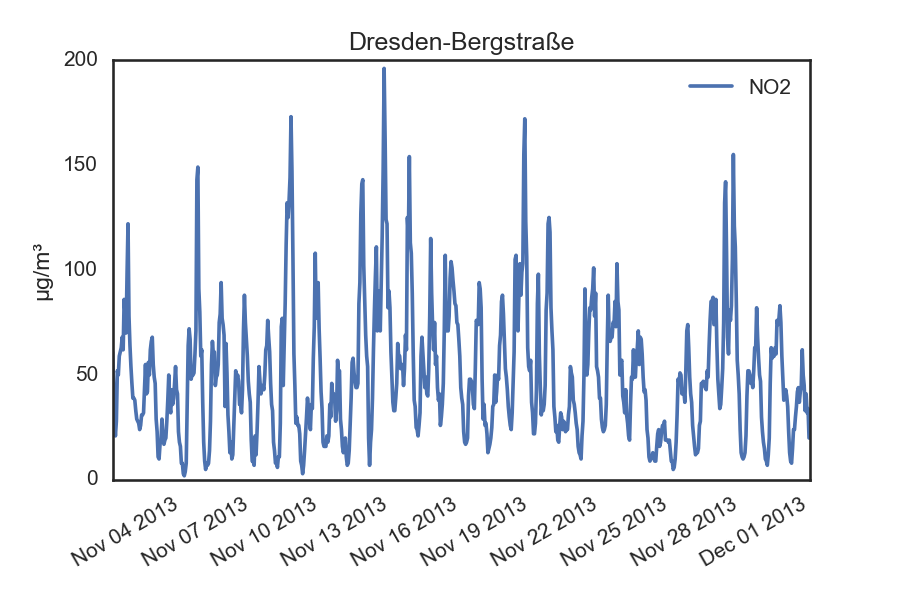 Dresden-Bergstraße
200
150
100
50
0
µg/m³
NO2
Nov 04 2013
Nov 07 2013
Nov 10 2013
Nov 13 2013
Nov 16 2013
Nov 19 2013
Nov 22 2013
Nov 25 2013
Nov 28 2013
Dec 01 2013